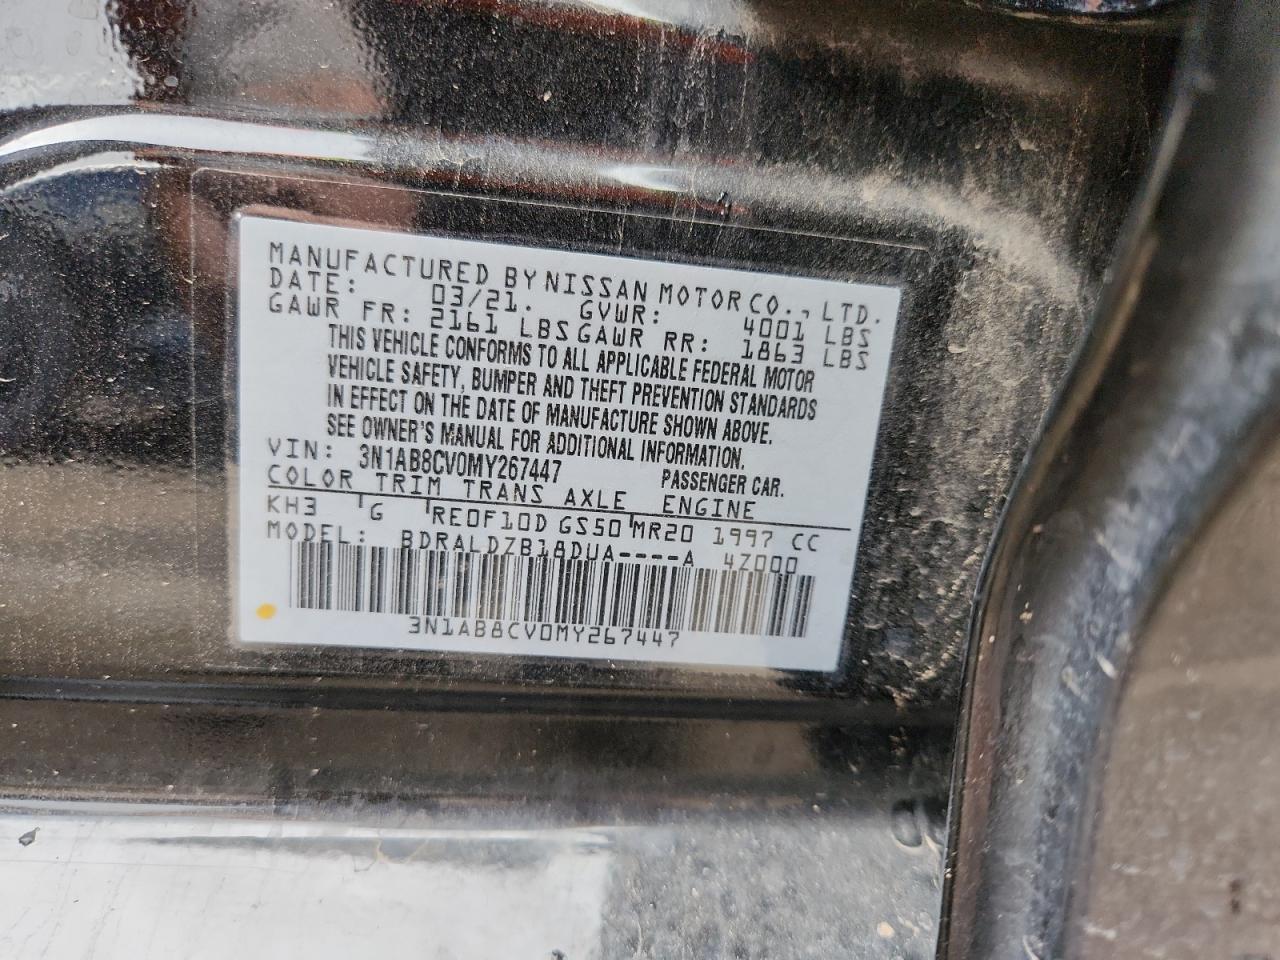 MANUFACTURED BY NISSAN MOTOR CO., LTD.
DATE: 03/21. GVWR: 4001 LBS
GAWR FR: 2161 LBS GAWR RR: 1863 LBS
THIS VEHICLE CONFORMS TO ALL APPLICABLE FEDERAL MOTOR
VEHICLE SAFETY, BUMPER AND THEFT PREVENTION STANDARDS
IN EFFECT ON THE DATE OF MANUFACTURE SHOWN ABOVE.
SEE OWNER'S MANUAL FOR ADDITIONAL INFORMATION.
VIN: 3N1AB8CV0MY267447 PASSENGER CAR.
COLOR TRIM TRANS AXLE ENGINE
KH3 G RE0F10D GS50 MR20 1997 CC
MODEL: BDRALDZB18DUA----A 4Z000
3N1AB8CV0MY267447